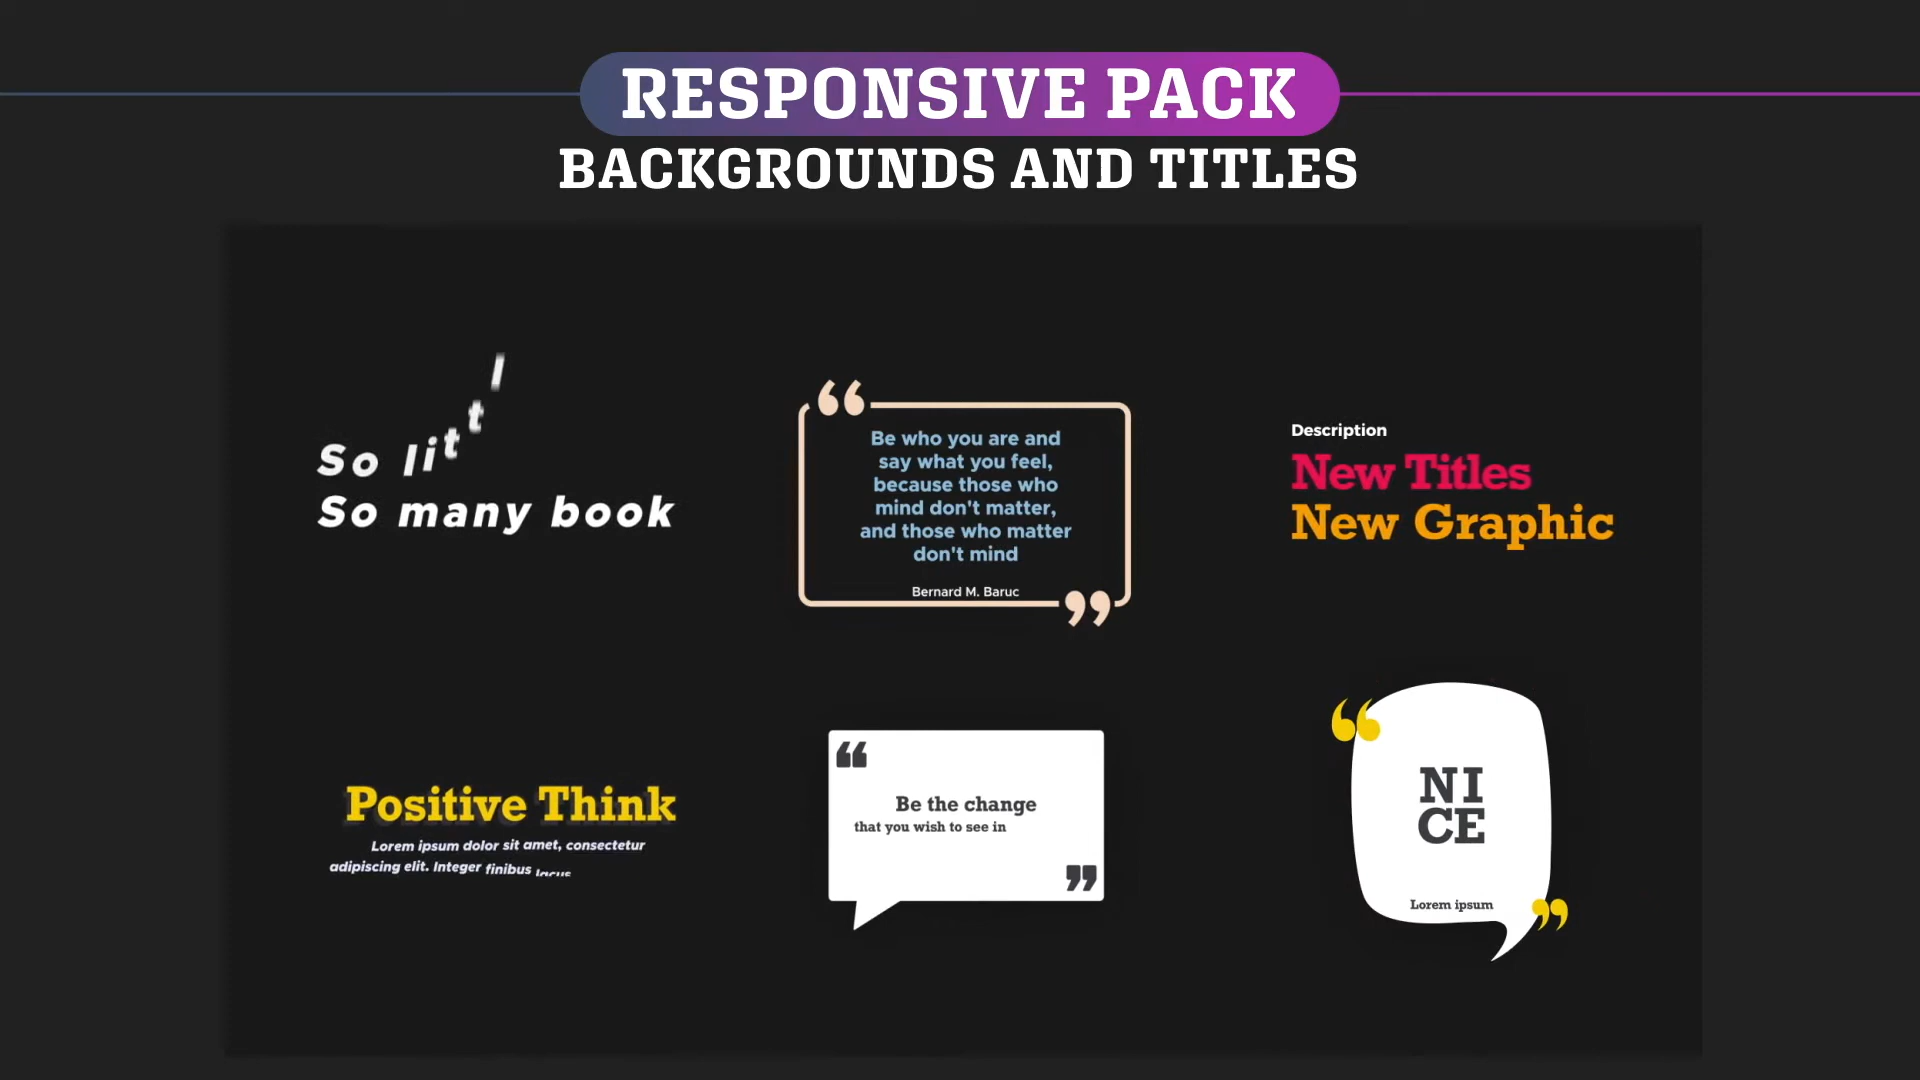 RESPONSIVE PACK
BACKGROUNDS AND TITLES
So littl
So many book
“
Be who you are and
say what you feel,
because those who
mind don't matter,
and those who matter
don't mind
Bernard M. Baruc
”
Description
New Titles
New Graphic
Positive Think
Lorem ipsum dolor sit amet, consectetur
adipiscing elit. Integer finibus lacus
“
Be the change
that you wish to see in
”
“
NI
CE
Lorem ipsum
”